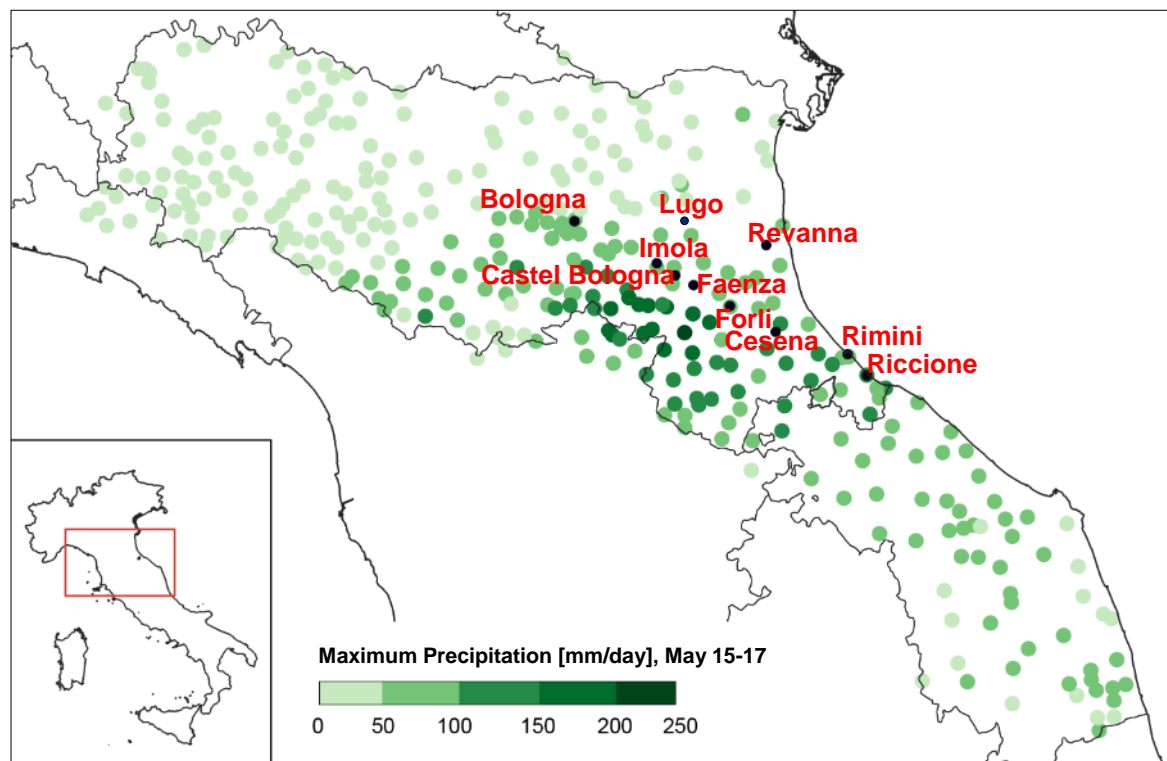 Bologna
Lugo
Revanna
Imola
Castel Bologna
Faenza
Forli
Cesena
Rimini
Riccione
Maximum Precipitation [mm/day], May 15-17
0 50 100 150 200 250